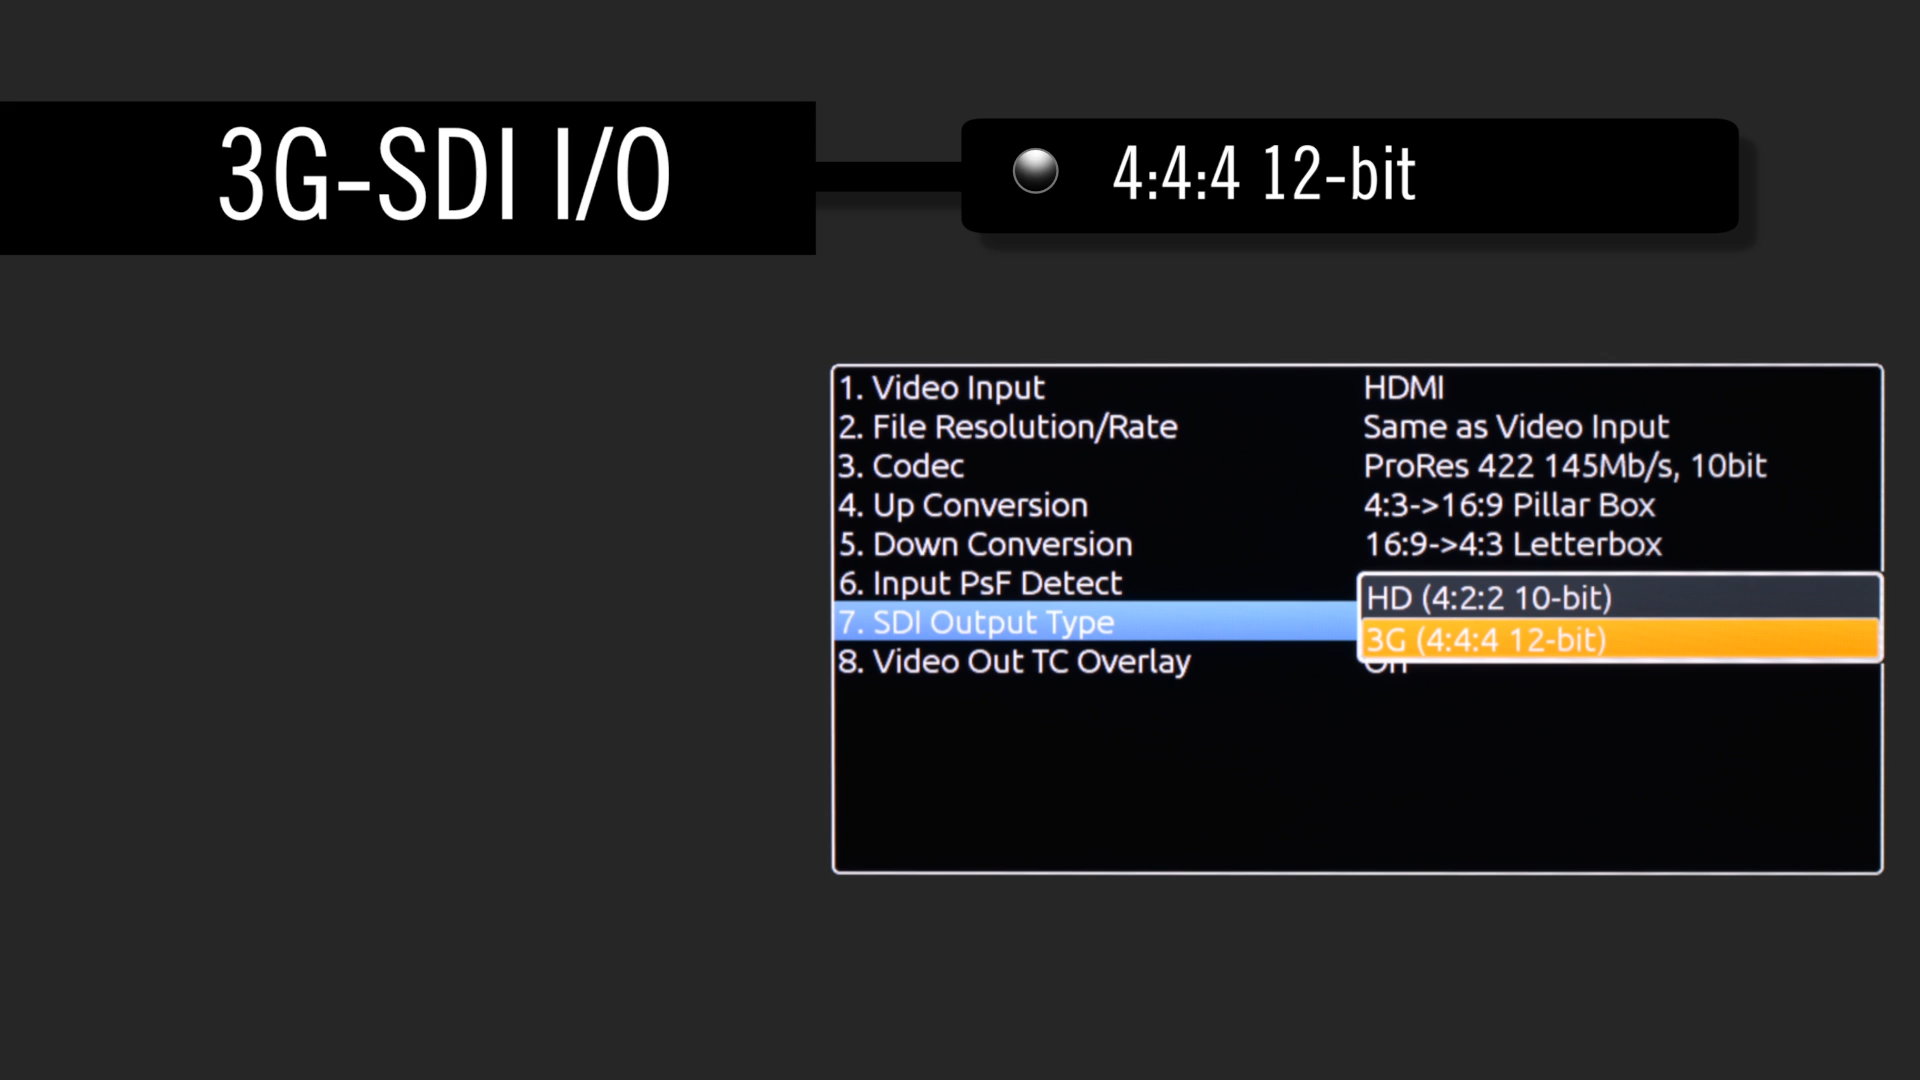 3G-SDI I/O
4:4:4 12-bit
1. Video Input HDMI
2. File Resolution/Rate Same as Video Input
3. Codec ProRes 422 145Mb/s, 10bit
4. Up Conversion 4:3->16:9 Pillar Box
5. Down Conversion 16:9->4:3 Letterbox
6. Input PsF Detect
HD (4:2:2 10-bit)
7. SDI Output Type
3G (4:4:4 12-bit)
8. Video Out TC Overlay On